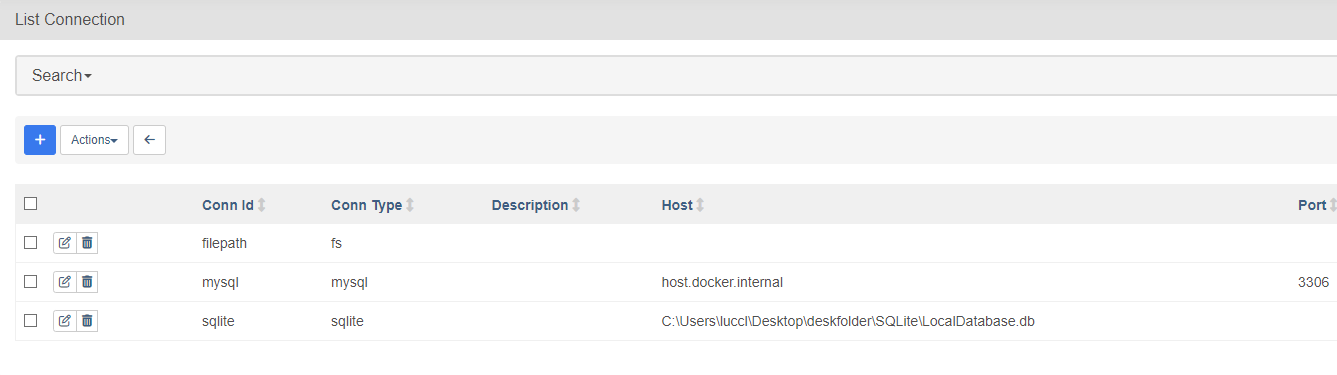 List Connection
Search
+ Actions ←
Conn Id Conn Type Description Host Port
filepath fs
mysql mysql host.docker.internal 3306
sqlite sqlite C:\Users\luccl\Desktop\deskfolder\SQLite\LocalDatabase.db